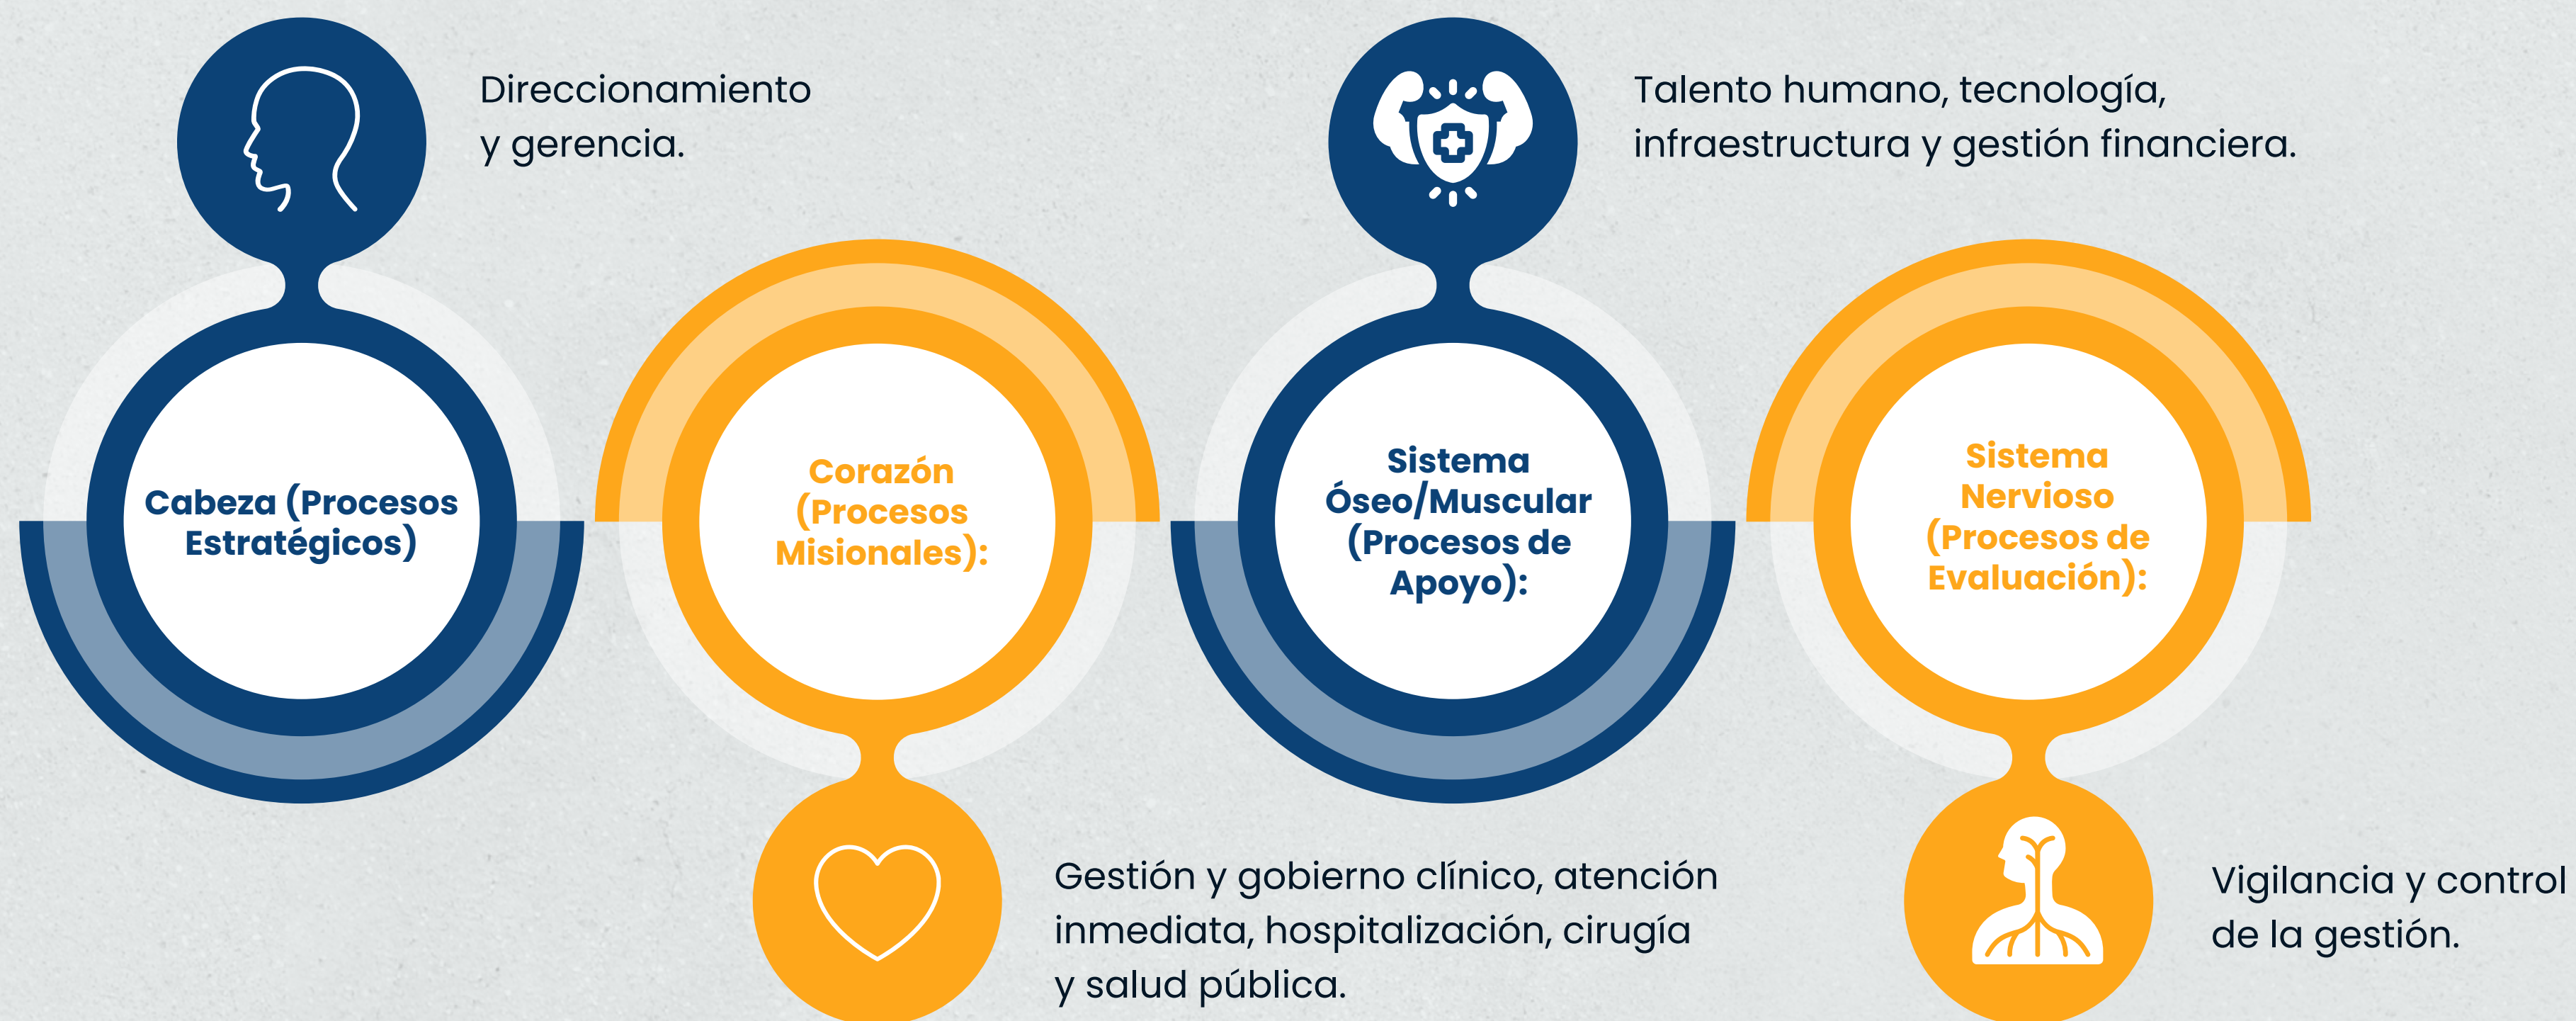 Direccionamiento
y gerencia.
Cabeza (Procesos
Estratégicos)
Corazón
(Procesos
Misionales):
Gestión y gobierno clínico, atención
inmediata, hospitalización, cirugía
y salud pública.
Talento humano, tecnología,
infraestructura y gestión financiera.
Sistema
Óseo/Muscular
(Procesos de
Apoyo):
Sistema
Nervioso
(Procesos de
Evaluación):
Vigilancia y control
de la gestión.